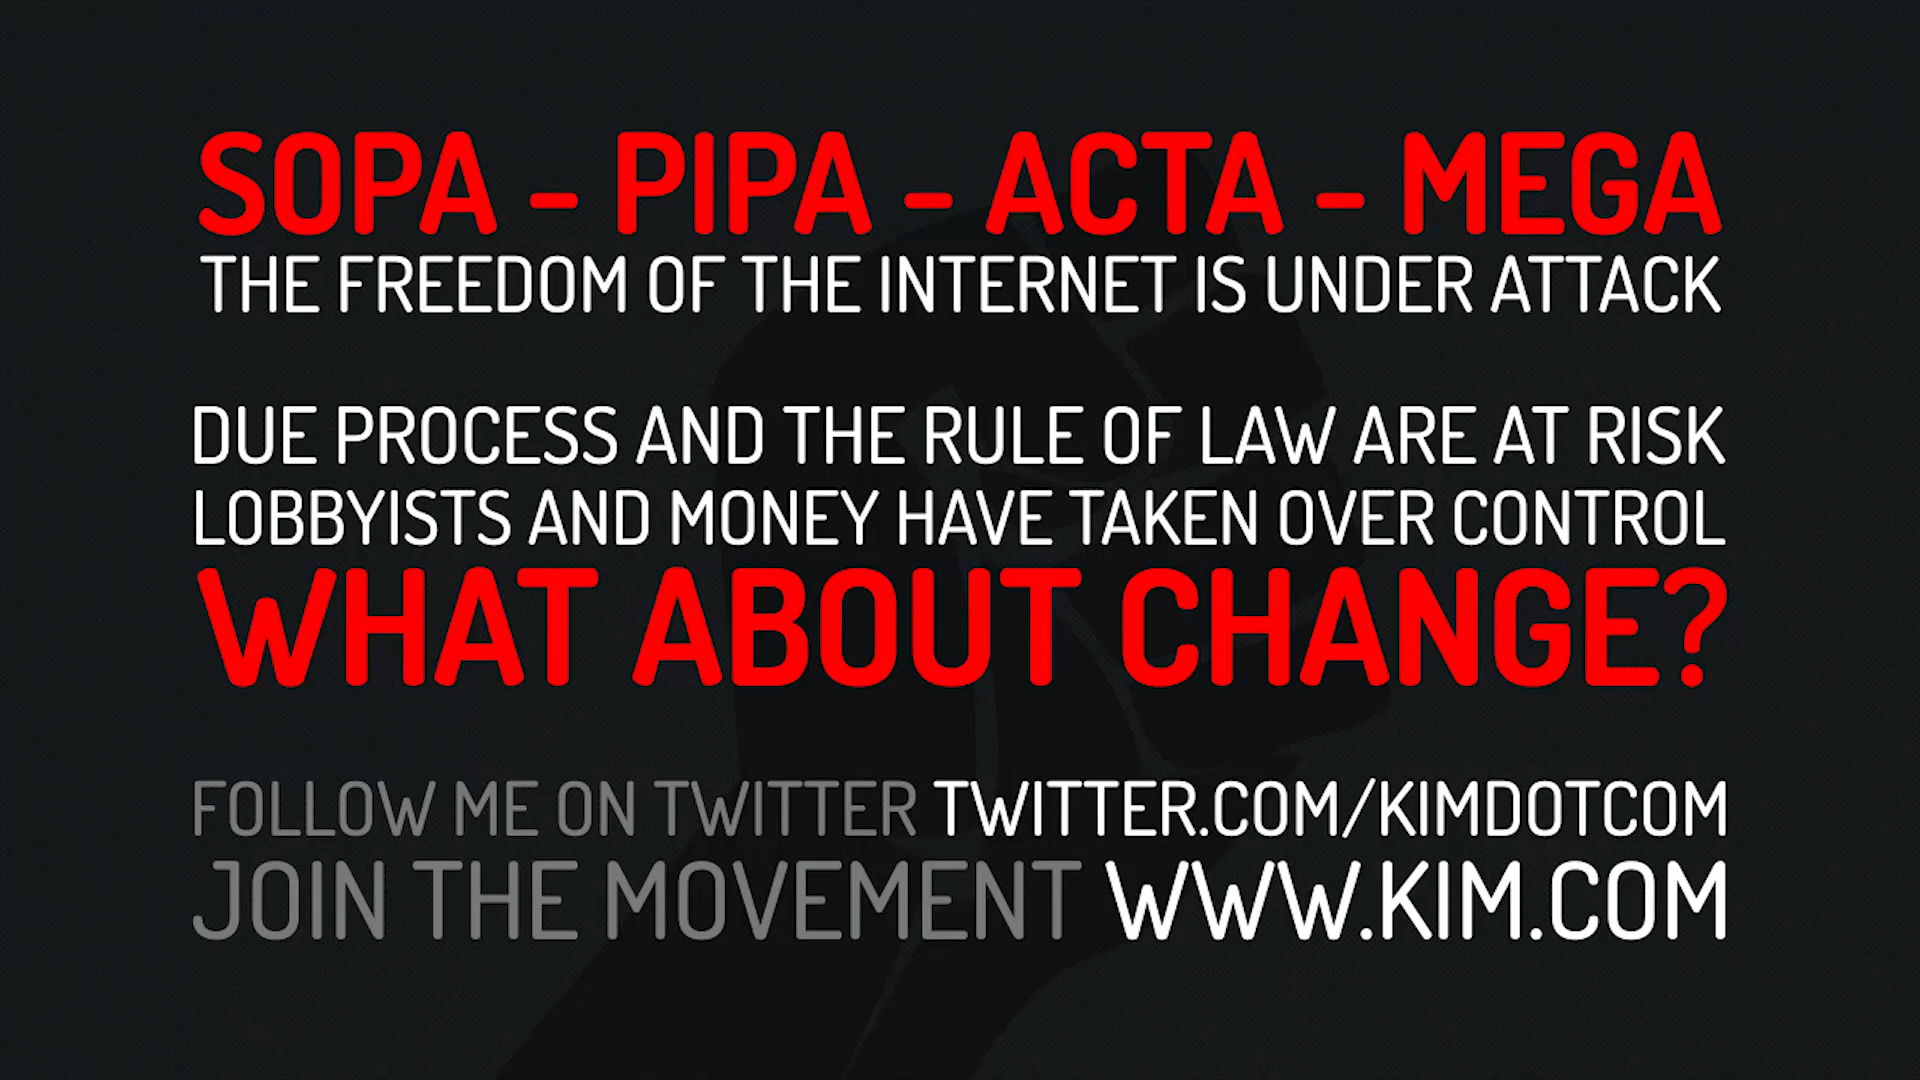 SOPA - PIPA - ACTA - MEGA
THE FREEDOM OF THE INTERNET IS UNDER ATTACK
DUE PROCESS AND THE RULE OF LAW ARE AT RISK
LOBBYISTS AND MONEY HAVE TAKEN OVER CONTROL
WHAT ABOUT CHANGE?
FOLLOW ME ON TWITTER TWITTER.COM/KIMDOTCOM
JOIN THE MOVEMENT WWW.KIM.COM